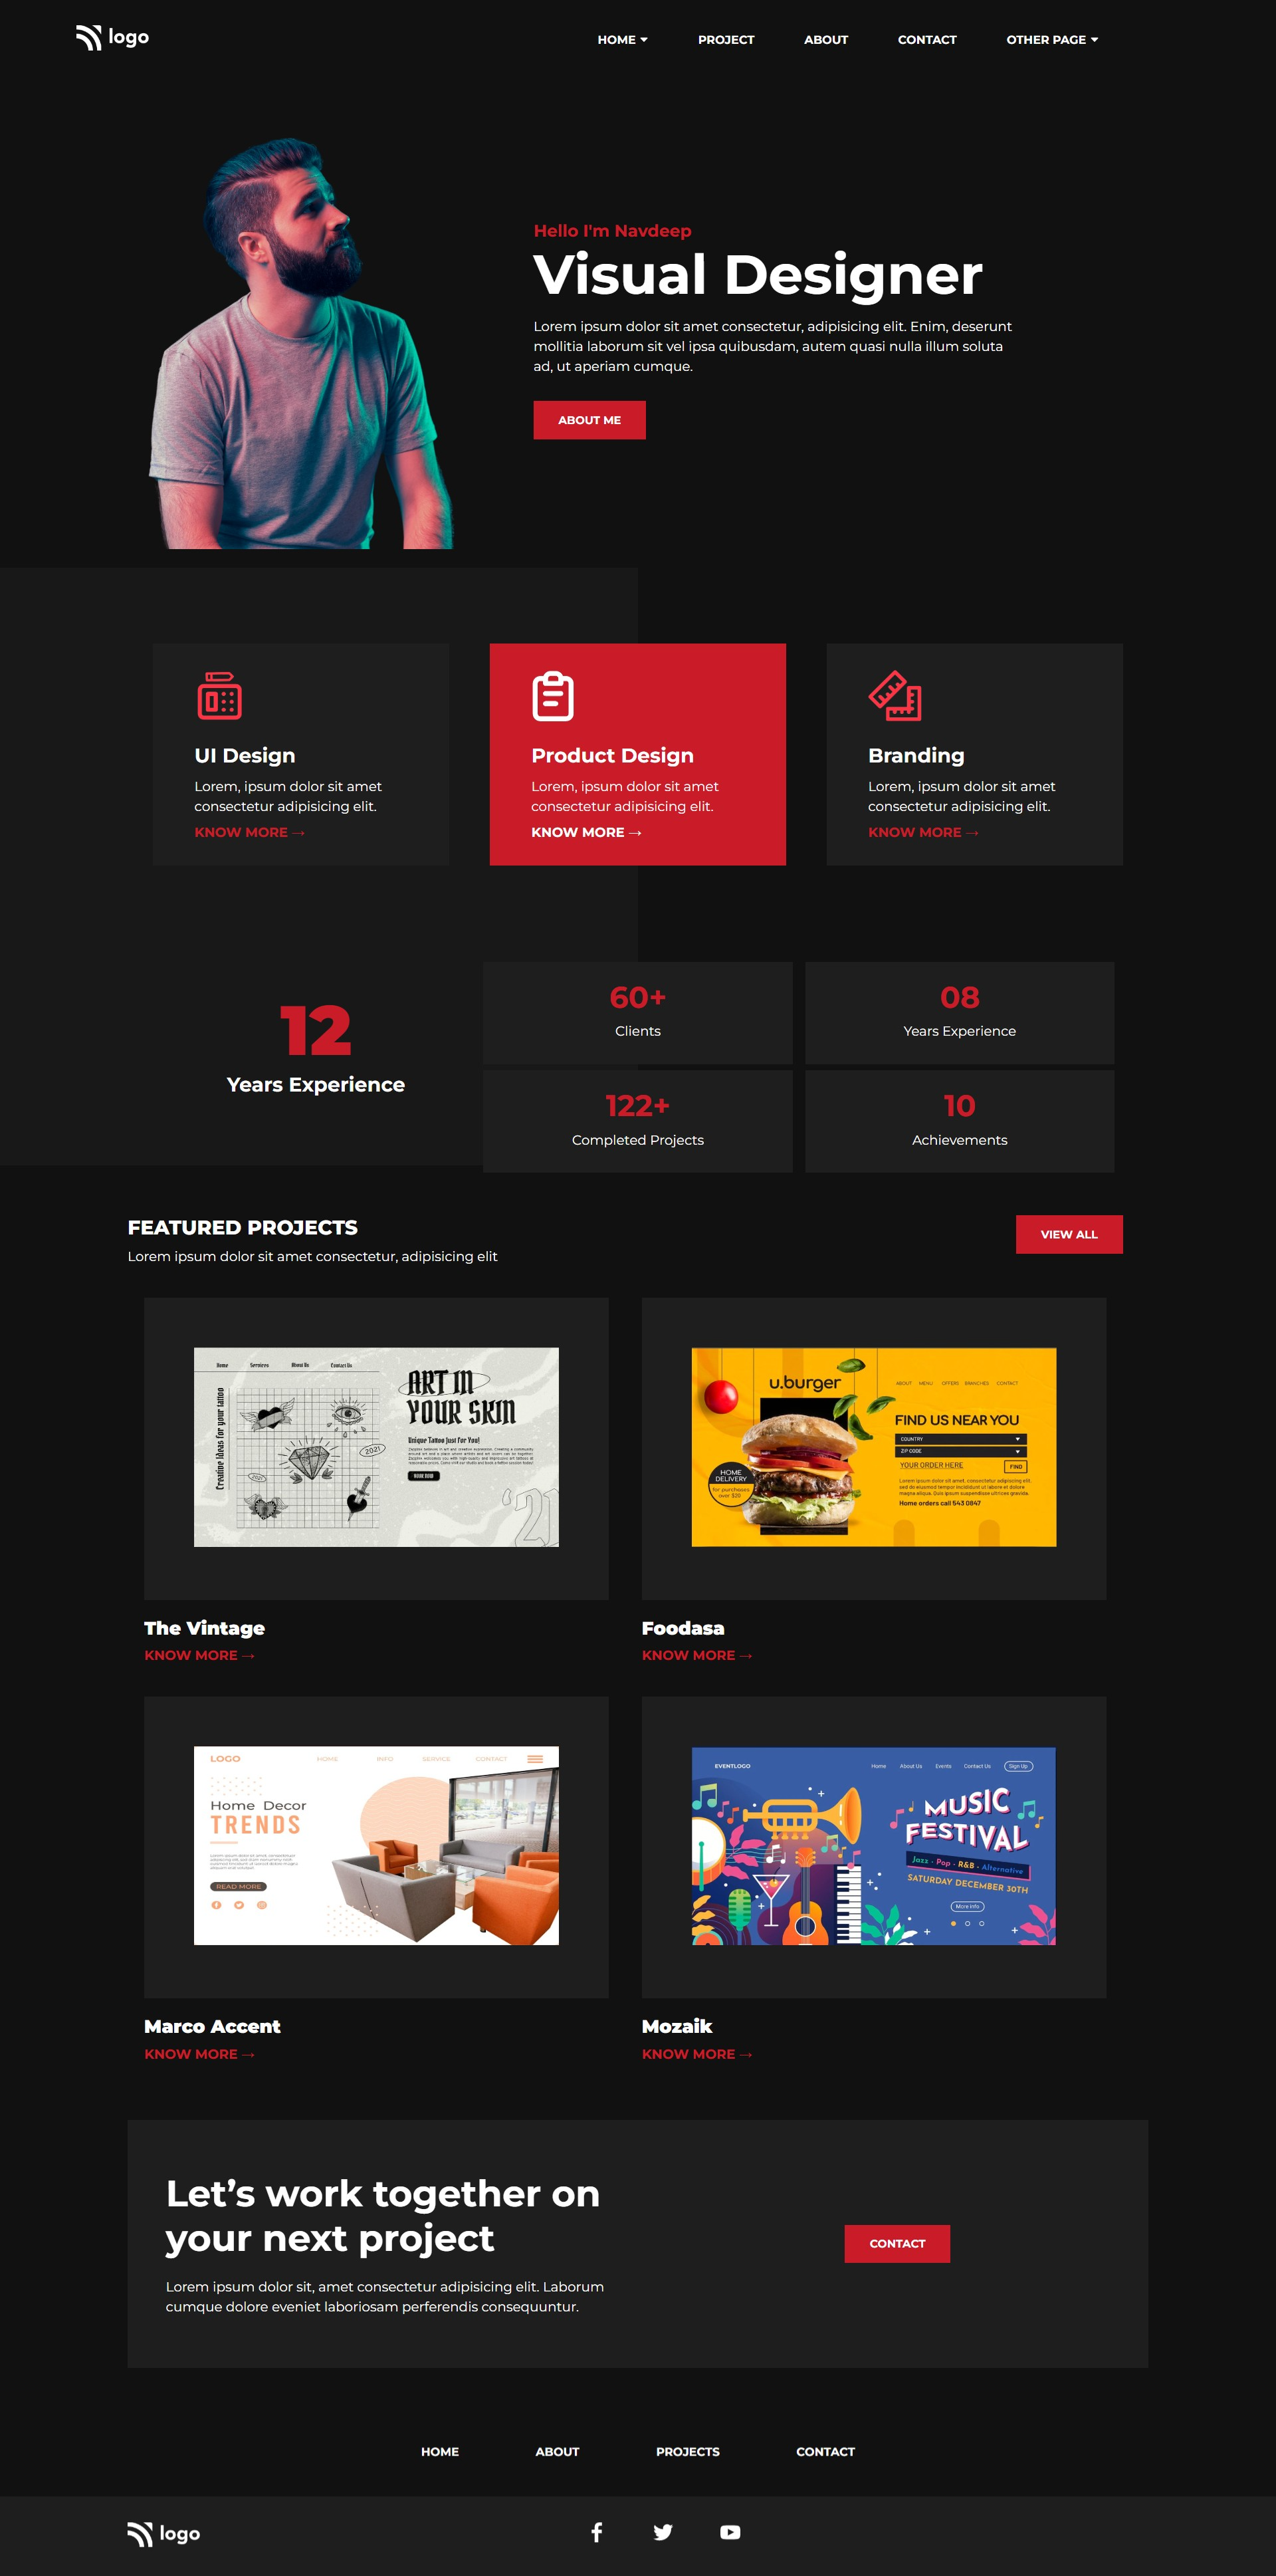 logo
HOME
PROJECT
ABOUT
CONTACT
OTHER PAGE
Hello I'm Navdeep
Visual Designer
Lorem ipsum dolor sit amet consectetur, adipisicing elit. Enim, deserunt
mollitia laborum sit vel ipsa quibusdam, autem quasi nulla illum soluta
ad, ut aperiam cumque.
ABOUT ME
UI Design
Lorem, ipsum dolor sit amet
consectetur adipisicing elit.
KNOW MORE →
Product Design
Lorem, ipsum dolor sit amet
consectetur adipisicing elit.
KNOW MORE →
Branding
Lorem, ipsum dolor sit amet
consectetur adipisicing elit.
KNOW MORE →
12
Years Experience
60+
Clients
08
Years Experience
122+
Completed Projects
10
Achievements
FEATURED PROJECTS
Lorem ipsum dolor sit amet consectetur, adipisicing elit
VIEW ALL
Home
Services
About Us
Contact Us
Creative Ideas for your tattoo
2021
ART IN
YOUR SKIN
Unique Tattoo Just For You!
'21
The Vintage
KNOW MORE →
u.burger
ABOUT
MENU
OFFERS
BRANCHES
CONTACT
FIND US NEAR YOU
COUNTRY
ZIP CODE
YOUR ORDER HERE
FIND
HOME
DELIVERY
for purchases
over $20
Home orders call 543 0847
Foodasa
KNOW MORE →
LOGO
HOME
INFO
SERVICE
CONTACT
Home Decor
TRENDS
READ MORE
Marco Accent
KNOW MORE →
EVENTLOGO
Home
About Us
Events
Contact Us
Sign Up
MUSIC
FESTIVAL
Jazz - Pop - R&B - Alternative
SATURDAY DECEMBER 30TH
More info
Mozaik
KNOW MORE →
Let’s work together on
your next project
Lorem ipsum dolor sit, amet consectetur adipisicing elit. Laborum
cumque dolore eveniet laboriosam perferendis consequuntur.
CONTACT
HOME
ABOUT
PROJECTS
CONTACT
logo